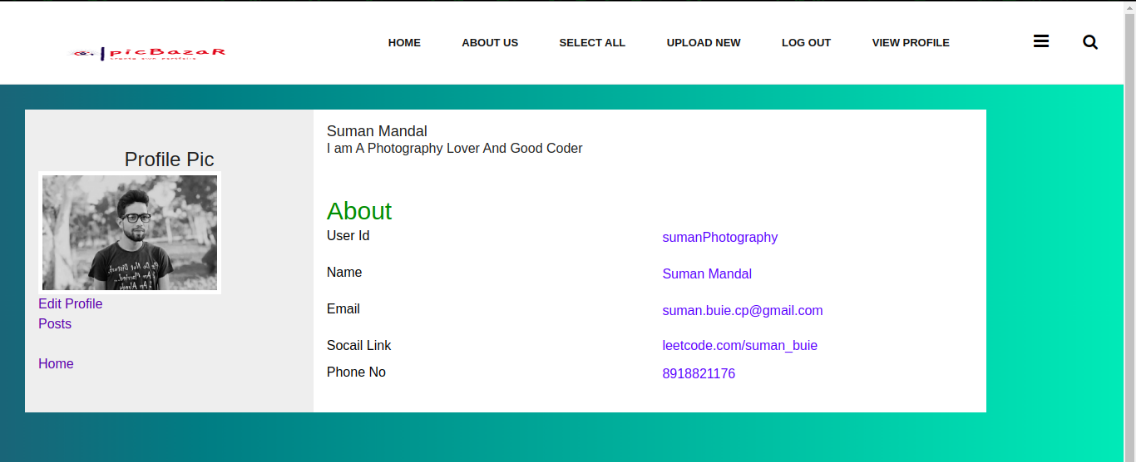 picBazaR
HOME ABOUT US SELECT ALL UPLOAD NEW LOG OUT VIEW PROFILE
Profile Pic
Edit Profile
Posts
Home
Suman Mandal
I am A Photography Lover And Good Coder
About
User Id sumanPhotography
Name Suman Mandal
Email suman.buie.cp@gmail.com
Socail Link leetcode.com/suman_buie
Phone No 8918821176